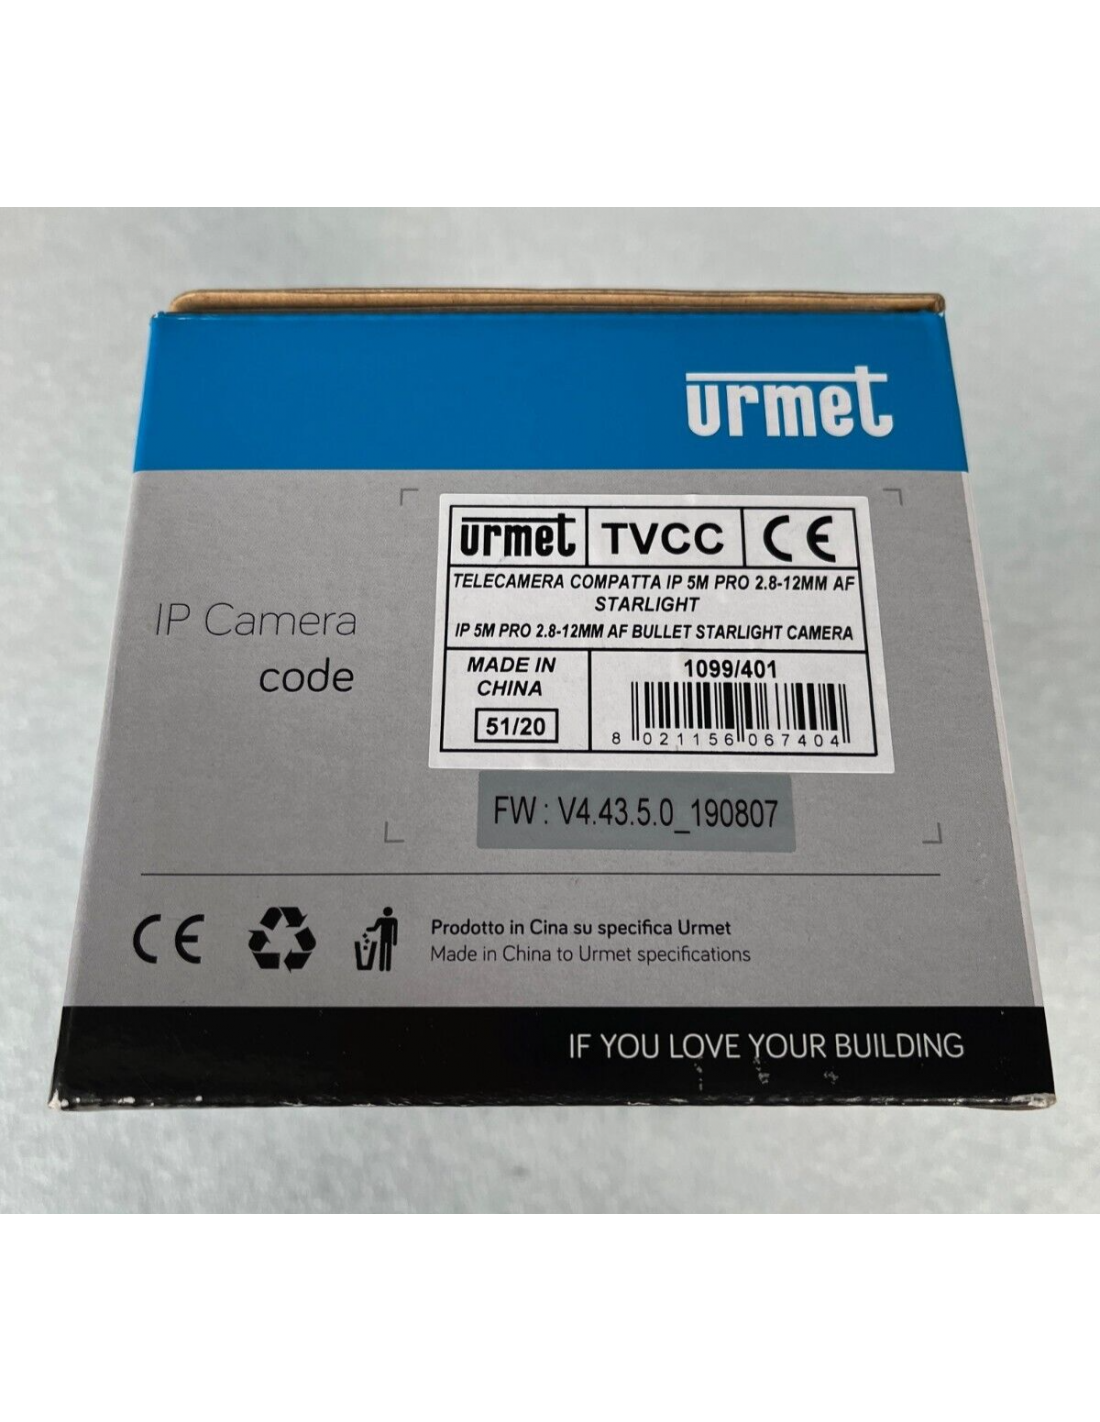 urmet
urmet TVCC CE
TELECAMERA COMPATTA IP 5M PRO 2.8-12MM AF
STARLIGHT
IP 5M PRO 2.8-12MM AF BULLET STARLIGHT CAMERA
IP Camera
code
MADE IN
CHINA
51/20
1099/401
8 021156 067404
FW : V4.43.5.0_190807
CE
Prodotto in Cina su specifica Urmet
Made in China to Urmet specifications
IF YOU LOVE YOUR BUILDING